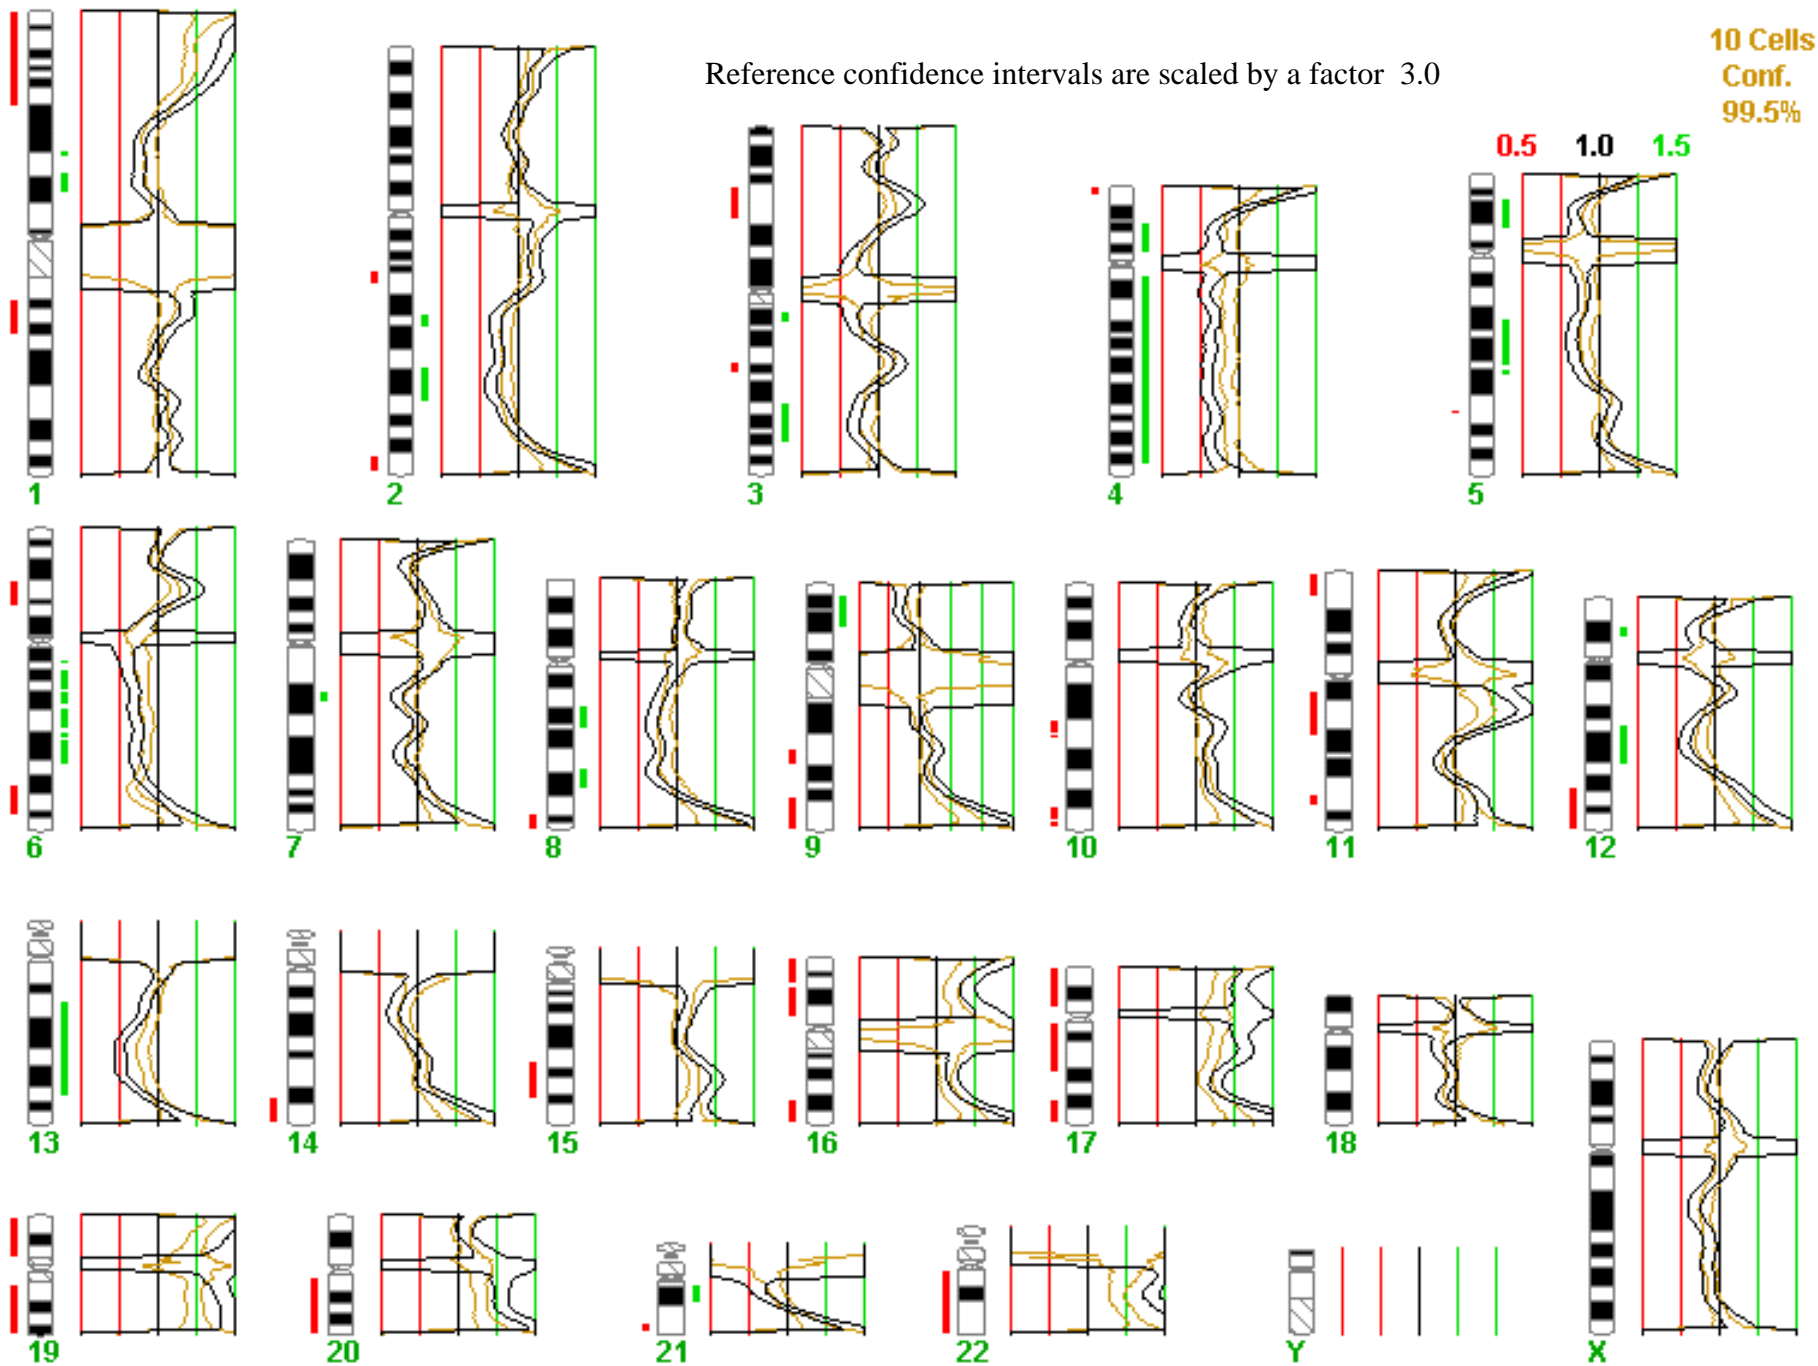 10 Cells
Conf.
99.5%
Reference confidence intervals are scaled by a factor 3.0
0.5 1.0 1.5
1 2 3 4 5
6 7 8 9 10 11 12
13 14 15 16 17 18
19 20 21 22 Y X